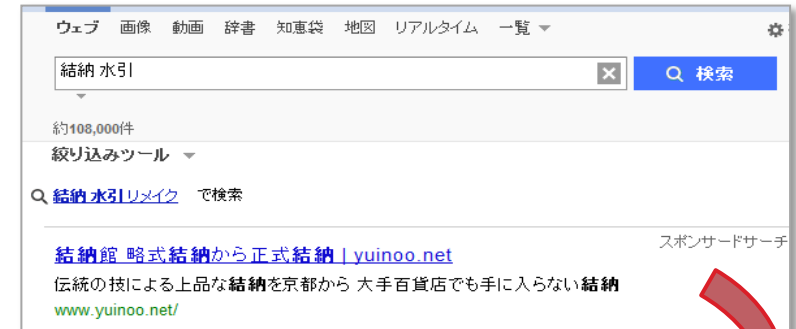 ウェブ 画像 動画 辞書 知恵袋 地図 リアルタイム 一覧
結納 水引
検索
約108,000件
絞り込みツール
結納 水引リメイク で検索
スポンサードサーチ
結納館 略式結納から正式結納 | yuinoo.net
伝統の技による上品な結納を京都から 大手百貨店でも手に入らない結納
www.yuinoo.net/